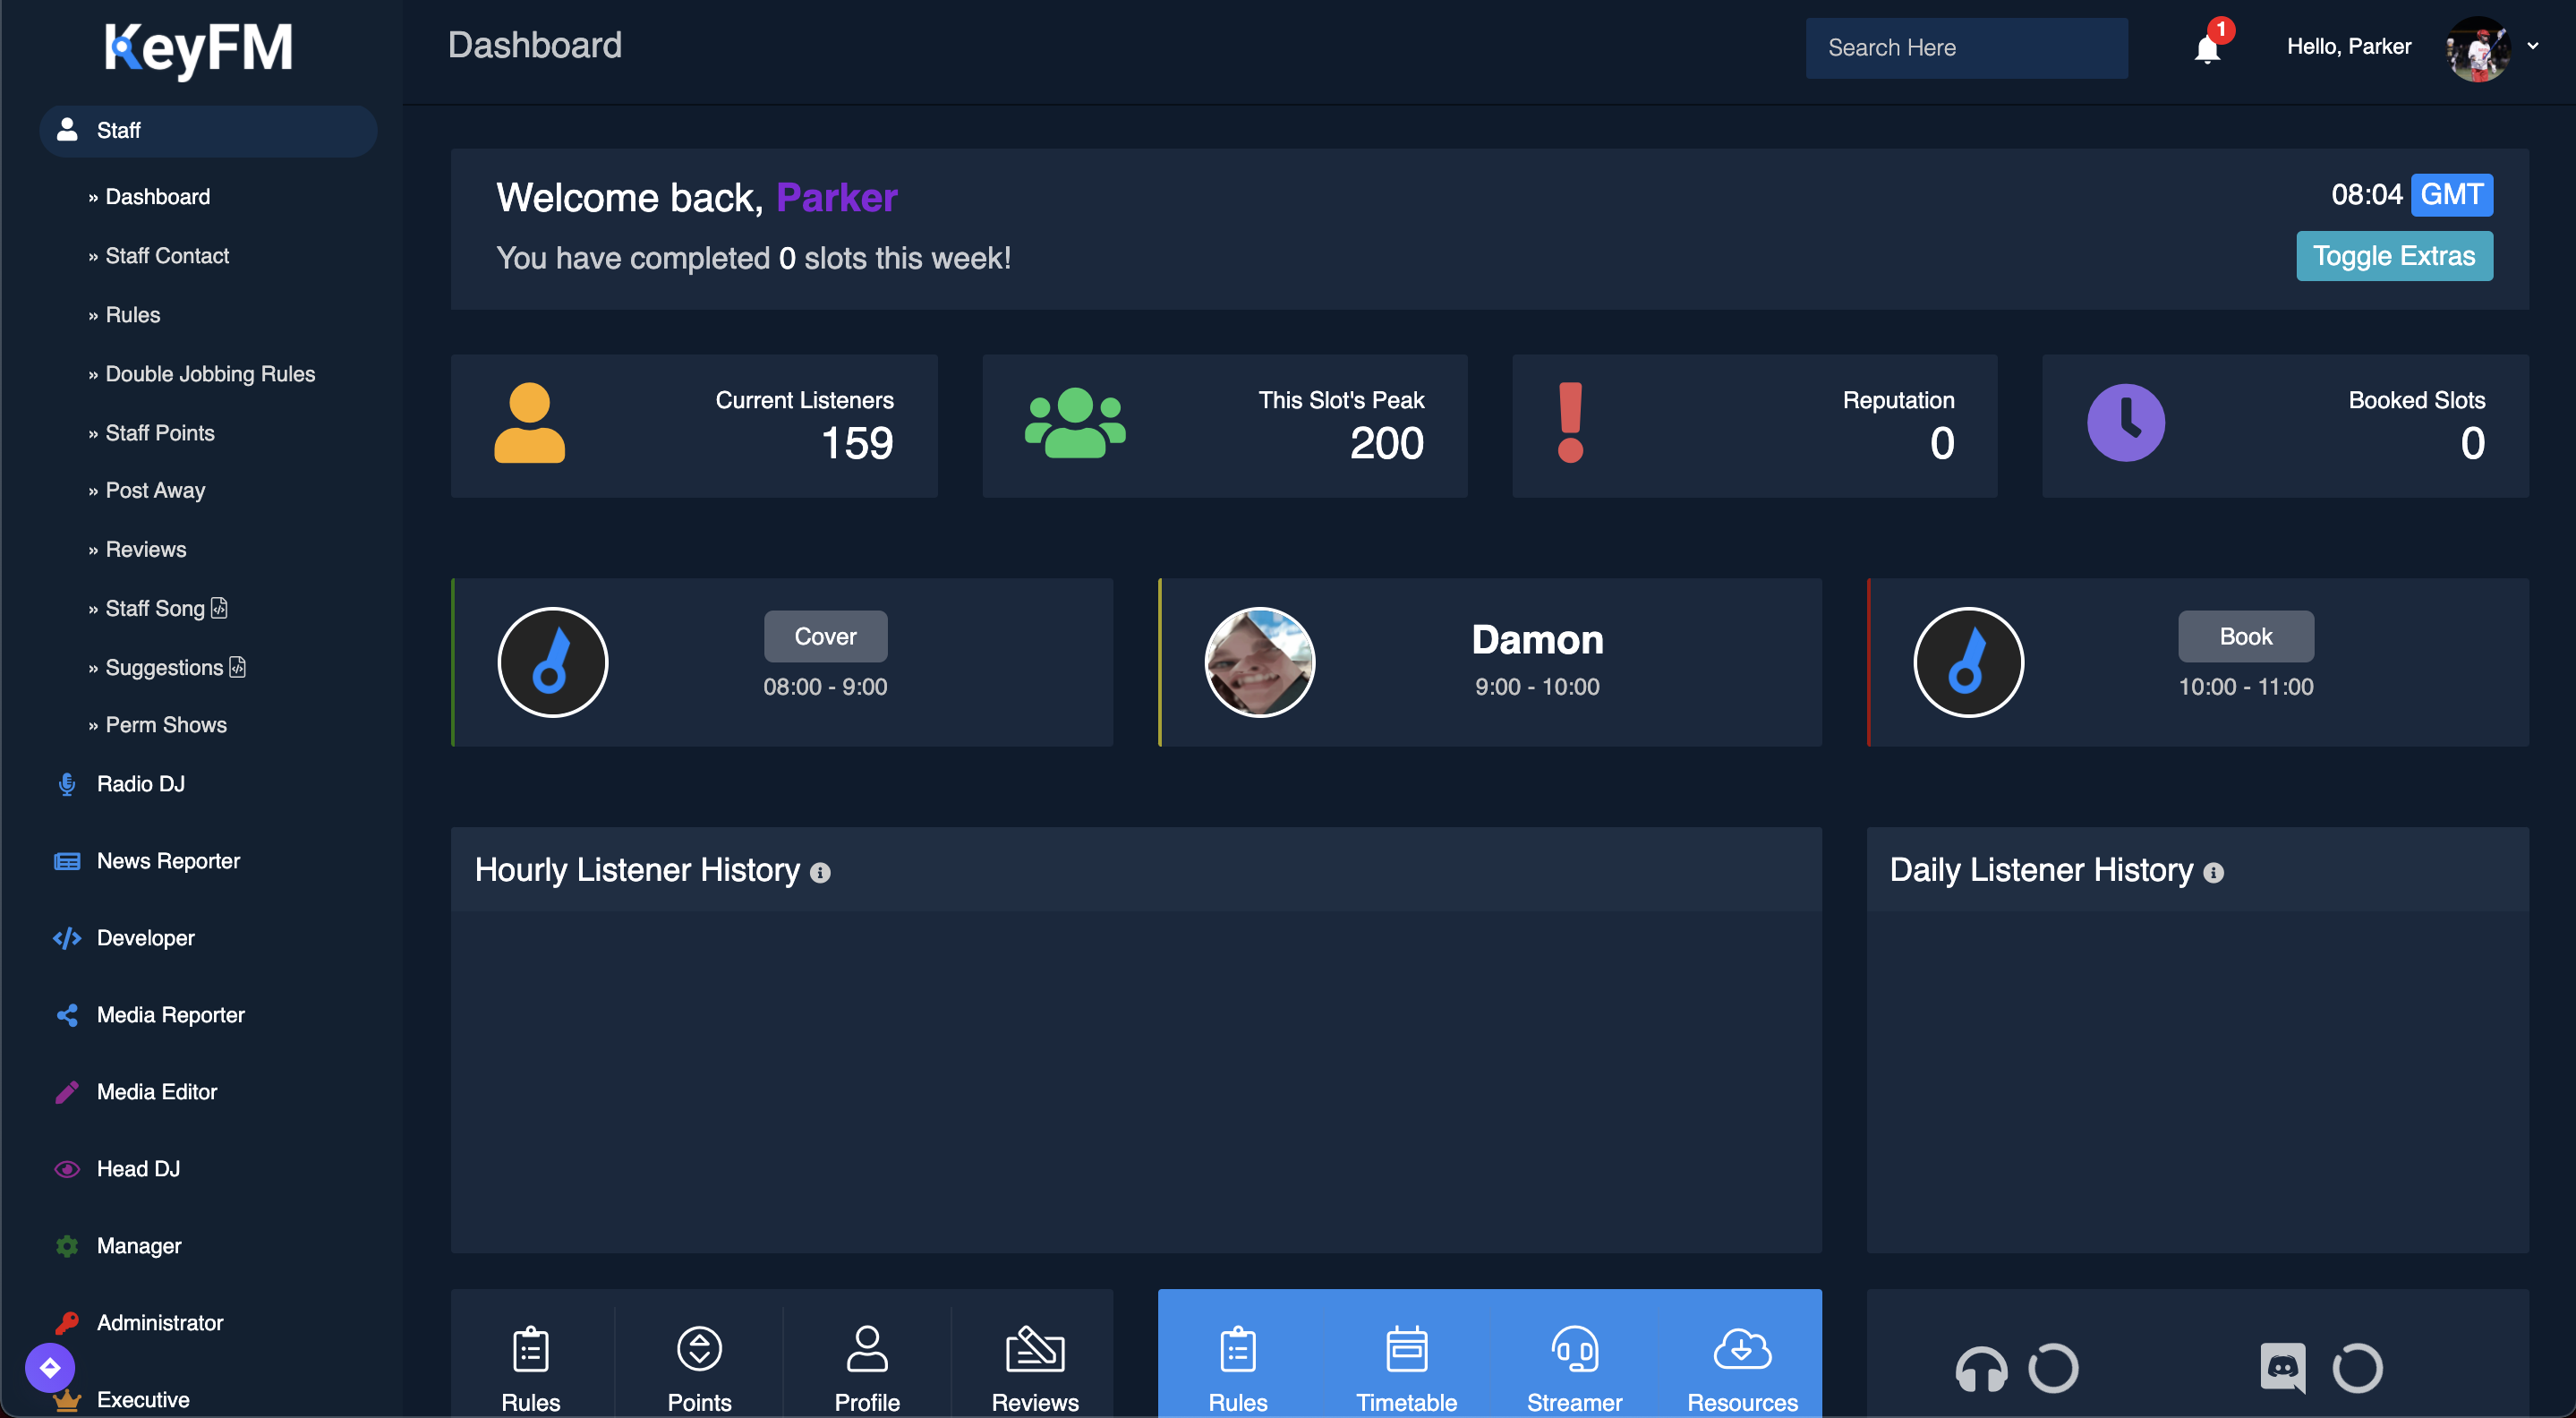 KeyFM
Dashboard
Search Here
1
Hello, Parker
Staff
» Dashboard
» Staff Contact
» Rules
» Double Jobbing Rules
» Staff Points
» Post Away
» Reviews
» Staff Song
» Suggestions
» Perm Shows
Radio DJ
News Reporter
Developer
Media Reporter
Media Editor
Head DJ
Manager
Administrator
Executive
Welcome back, Parker
You have completed 0 slots this week!
08:04 GMT
Toggle Extras
Current Listeners
159
This Slot's Peak
200
Reputation
0
Booked Slots
0
Cover
08:00 - 9:00
Damon
9:00 - 10:00
Book
10:00 - 11:00
Hourly Listener History
Daily Listener History
Rules
Points
Profile
Reviews
Rules
Timetable
Streamer
Resources